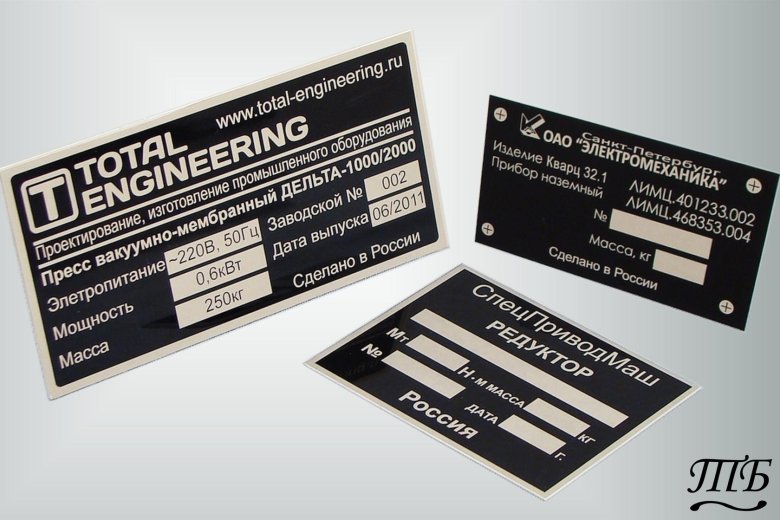 www.total-engineering.ru
T TOTAL
ENGINEERING
Проектирование, изготовление промышленного оборудования
Пресс вакуумно-мембранный ДЕЛЬТА-1000/2000
Элетропитание ~220В, 50Гц Заводской № 002
Мощность 0,6кВт Дата выпуска 06/2011
Масса 250кг Сделано в России
Санкт-Петербург
ОАО "ЭЛЕКТРОМЕХАНИКА"
Изделие Кварц 32.1 ЛИМЦ.401233.002
Прибор наземный ЛИМЦ.468353.004
№
Масса, кг
Сделано в России
СпецПриводМаш
РЕДУКТОР
Мт Н·м МАССА кг
№ ДАТА г.
Россия
ТБ